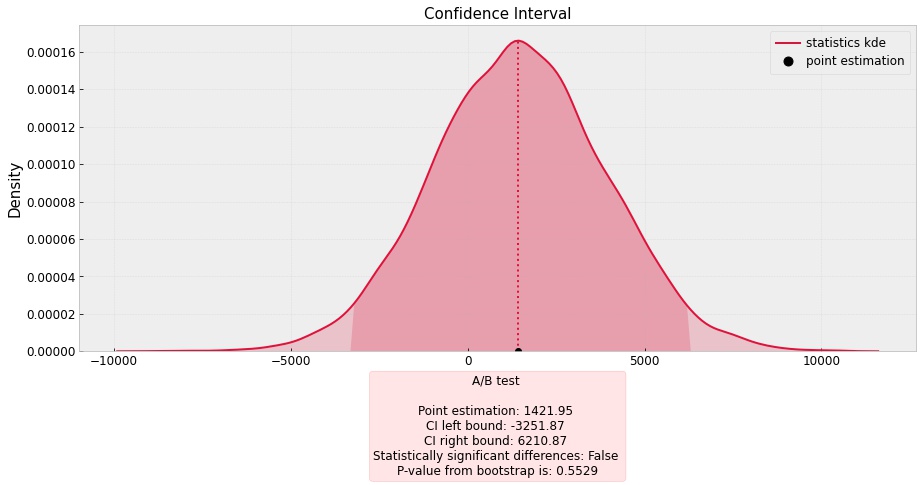 Confidence Interval
statistics kde
point estimation
Density
0.00016
0.00014
0.00012
0.00010
0.00008
0.00006
0.00004
0.00002
0.00000
−10000
−5000
0
5000
10000
A/B test
Point estimation: 1421.95
CI left bound: -3251.87
CI right bound: 6210.87
Statistically significant differences: False
P-value from bootstrap is: 0.5529